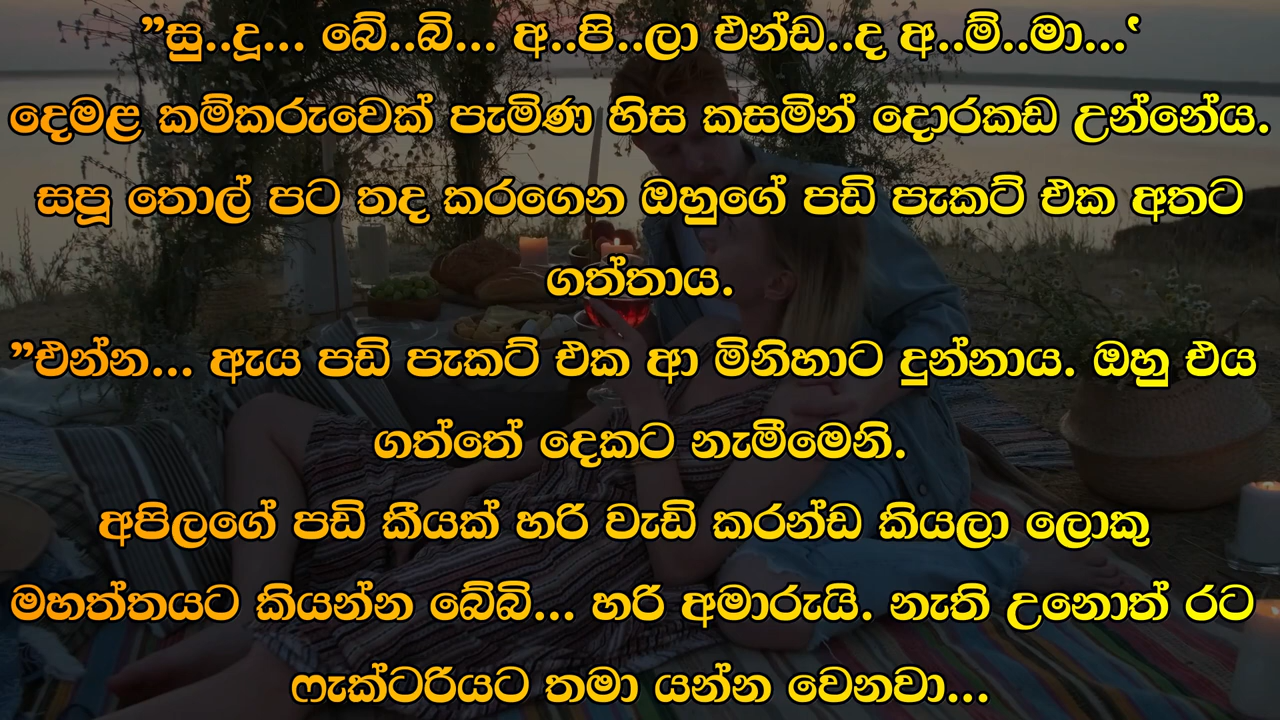 ”සු..දූ... බේ..බි... අ..පි..ලා එන්ඩ..ද අ..ම්..මා...‛
දෙමළ කම්කරුවෙක් පැමිණ හිස කසමින් දොරකඩ උන්නේය.
සපූ තොල් පට තද කරගෙන ඔහුගේ පඩි පැකට් එක අතට
ගත්තාය.
”එන්න... ඇය පඩි පැකට් එක ආ මිනිහාට දුන්නාය. ඔහු එය
ගත්තේ දෙකට නැමීමෙනි.
අපිලගේ පඩි කීයක් හරි වැඩි කරන්ඩ කියලා ලොකු
මහත්තයට කියන්න බේබි... හරි අමාරුයි. නැති උනොත් රට
ෆැක්ටරියට තමා යන්න වෙනවා...